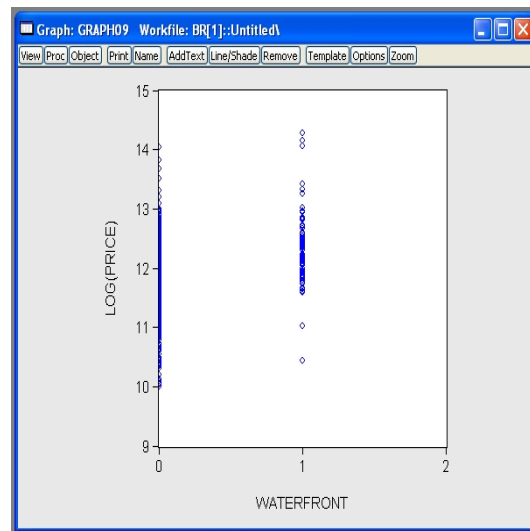 Graph: GRAPH09 Workfile: BR[1]::Untitled\
View Proc Object Print Name AddText Line/Shade Remove Template Options Zoom
15
14
13
12
11
10
9
LOG(PRICE)
0 1 2
WATERFRONT